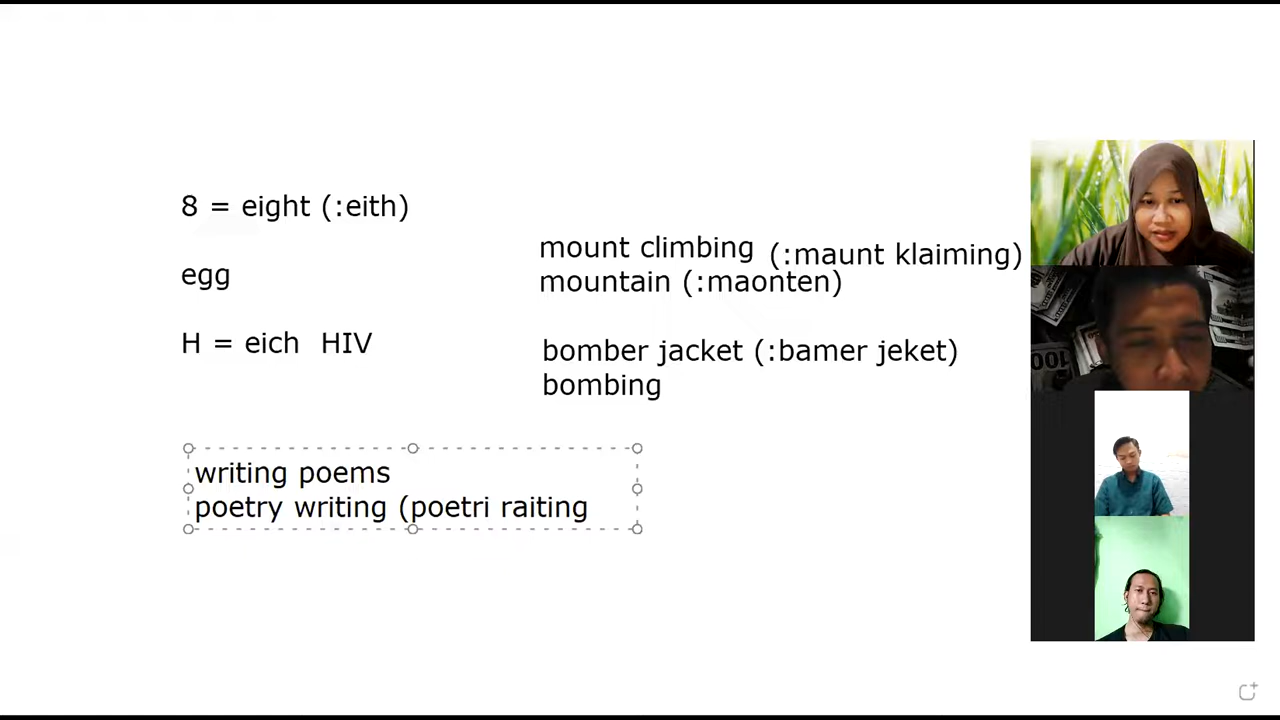 8 = eight (:eith)
egg
H = eich  HIV
mount climbing (:maunt klaiming)
mountain (:maonten)
bomber jacket (:bamer jeket)
bombing
writing poems
poetry writing (poetri raiting
100